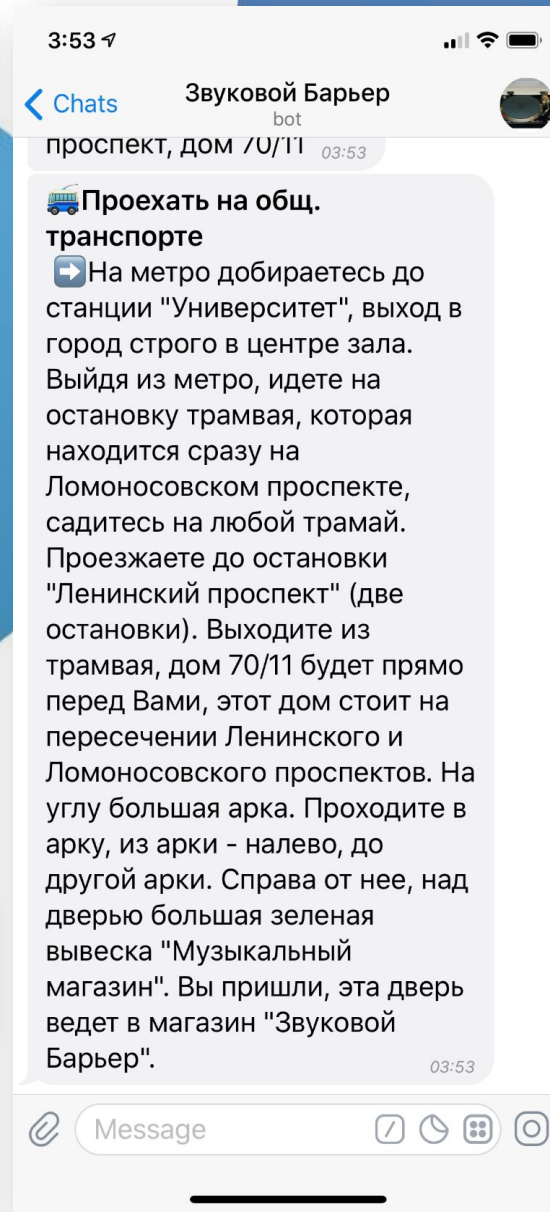 3:53
Chats
Звуковой Барьер
bot
проспект, дом 70/11 03:53
Проехать на общ.
транспорте
На метро добираетесь до
станции "Университет", выход в
город строго в центре зала.
Выйдя из метро, идете на
остановку трамвая, которая
находится сразу на
Ломоносовском проспекте,
садитесь на любой трамай.
Проезжаете до остановки
"Ленинский проспект" (две
остановки). Выходите из
трамвая, дом 70/11 будет прямо
перед Вами, этот дом стоит на
пересечении Ленинского и
Ломоносовского проспектов. На
углу большая арка. Проходите в
арку, из арки - налево, до
другой арки. Справа от нее, над
дверью большая зеленая
вывеска "Музыкальный
магазин". Вы пришли, эта дверь
ведет в магазин "Звуковой
Барьер". 03:53
Message